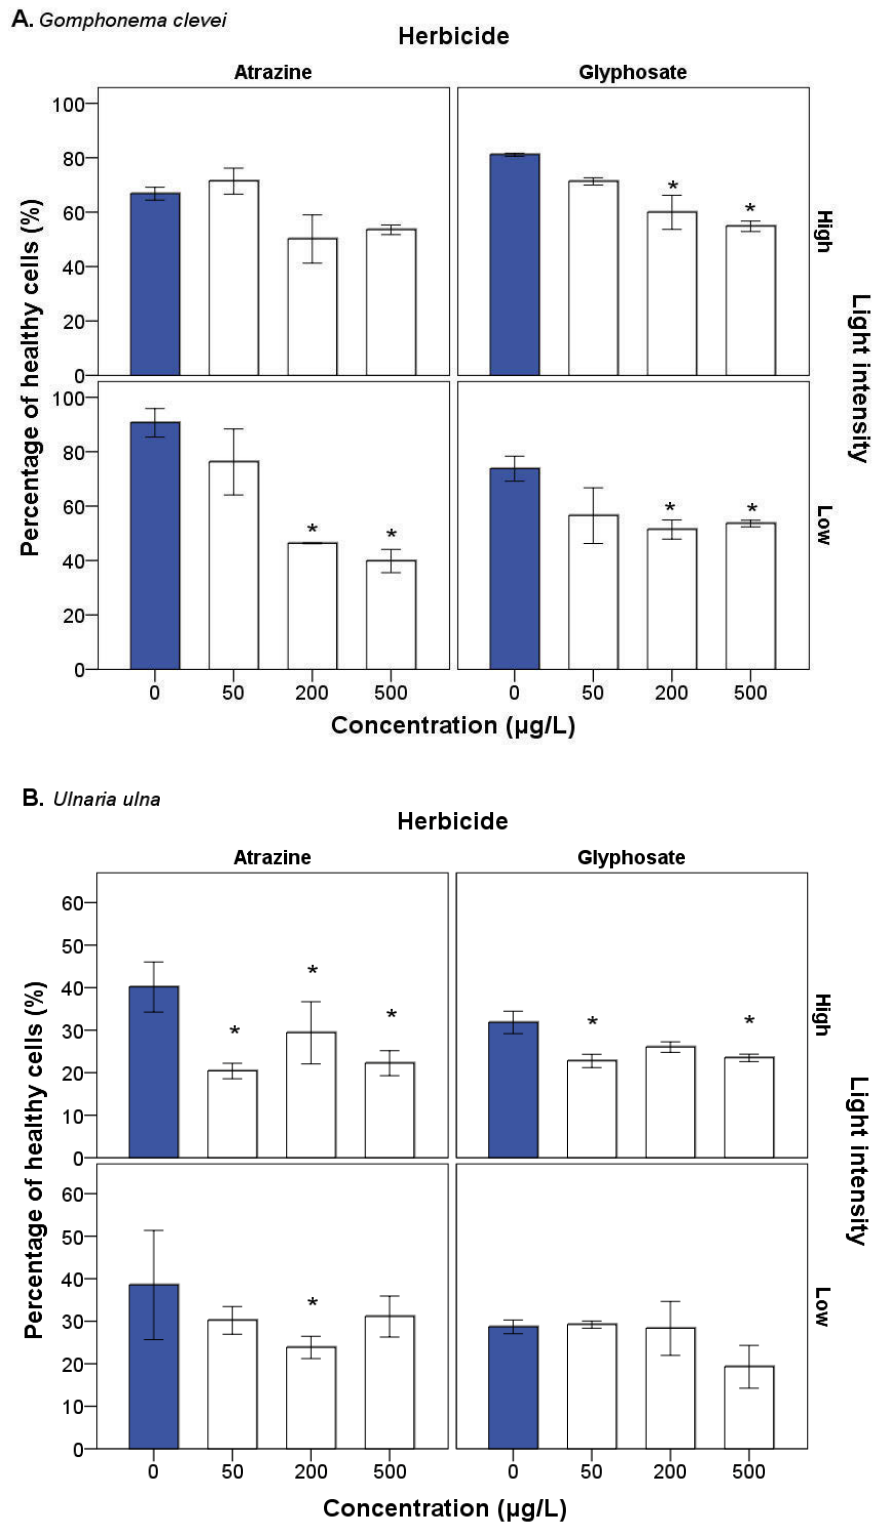 A. Gomphonema clevei
Herbicide
Atrazine Glyphosate
Percentage of healthy cells (%)
100
80
60
40
20
0
* *
High
100
80
60
40
20
0
* * * *
Low
Light intensity
0 50 200 500 0 50 200 500
Concentration (µg/L)
B. Ulnaria ulna
Herbicide
Atrazine Glyphosate
Percentage of healthy cells (%)
60
50
40
30
20
10
0
* * * * *
High
60
50
40
30
20
10
0
*
Low
Light intensity
0 50 200 500 0 50 200 500
Concentration (µg/L)